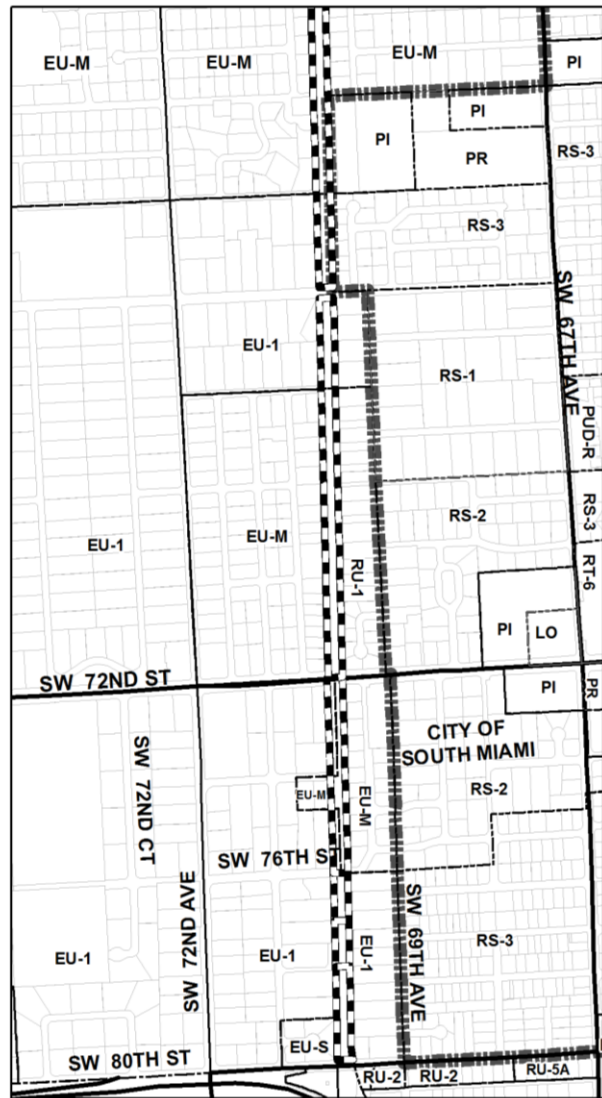 EU-M
EU-M
EU-M
PI
PI
PI
PR
RS-3
RS-3
SW 67TH AVE
EU-1
RS-1
PUD-R
RS-3
RS-2
EU-1
EU-M
RU-1
RT-6
PI
LO
SW 72ND ST
PI
PR
CITY OF
SOUTH MIAMI
SW 72ND CT
EU-M
EU-M
RS-2
SW 76TH S
SW 72ND AVE
SW 69TH AVE
EU-1
EU-1
EU-1
RS-3
EU-S
SW 80TH ST
RU-2
RU-2
RU-5A